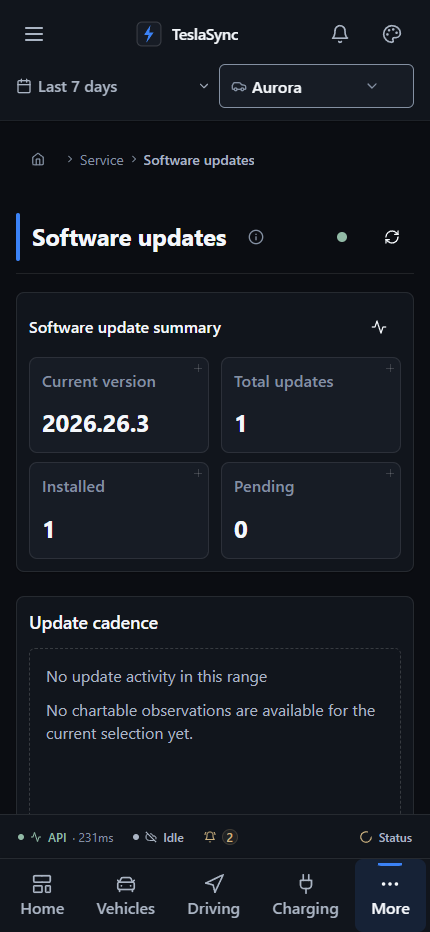 TeslaSync
Last 7 days
Aurora
Service
Software updates
Software updates
Software update summary
Current version
2026.26.3
Total updates
1
Installed
1
Pending
0
Update cadence
No update activity in this range
No chartable observations are available for the
current selection yet.
API · 231ms
Idle
2
Status
Home
Vehicles
Driving
Charging
More